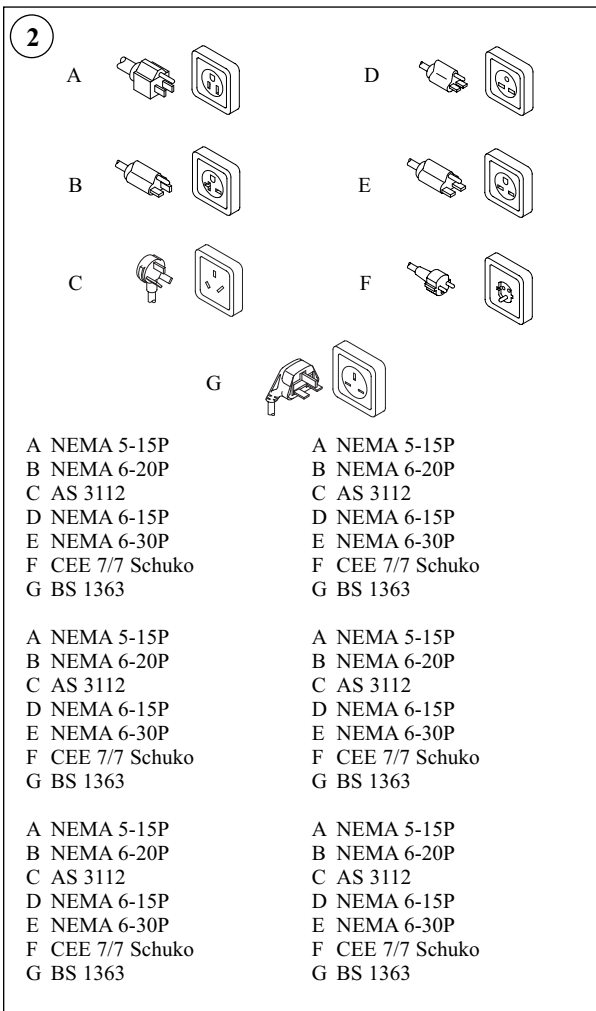 2
A
D
B
E
C
F
G
A NEMA 5-15P
B NEMA 6-20P
C AS 3112
D NEMA 6-15P
E NEMA 6-30P
F CEE 7/7 Schuko
G BS 1363
A NEMA 5-15P
B NEMA 6-20P
C AS 3112
D NEMA 6-15P
E NEMA 6-30P
F CEE 7/7 Schuko
G BS 1363
A NEMA 5-15P
B NEMA 6-20P
C AS 3112
D NEMA 6-15P
E NEMA 6-30P
F CEE 7/7 Schuko
G BS 1363
A NEMA 5-15P
B NEMA 6-20P
C AS 3112
D NEMA 6-15P
E NEMA 6-30P
F CEE 7/7 Schuko
G BS 1363
A NEMA 5-15P
B NEMA 6-20P
C AS 3112
D NEMA 6-15P
E NEMA 6-30P
F CEE 7/7 Schuko
G BS 1363
A NEMA 5-15P
B NEMA 6-20P
C AS 3112
D NEMA 6-15P
E NEMA 6-30P
F CEE 7/7 Schuko
G BS 1363